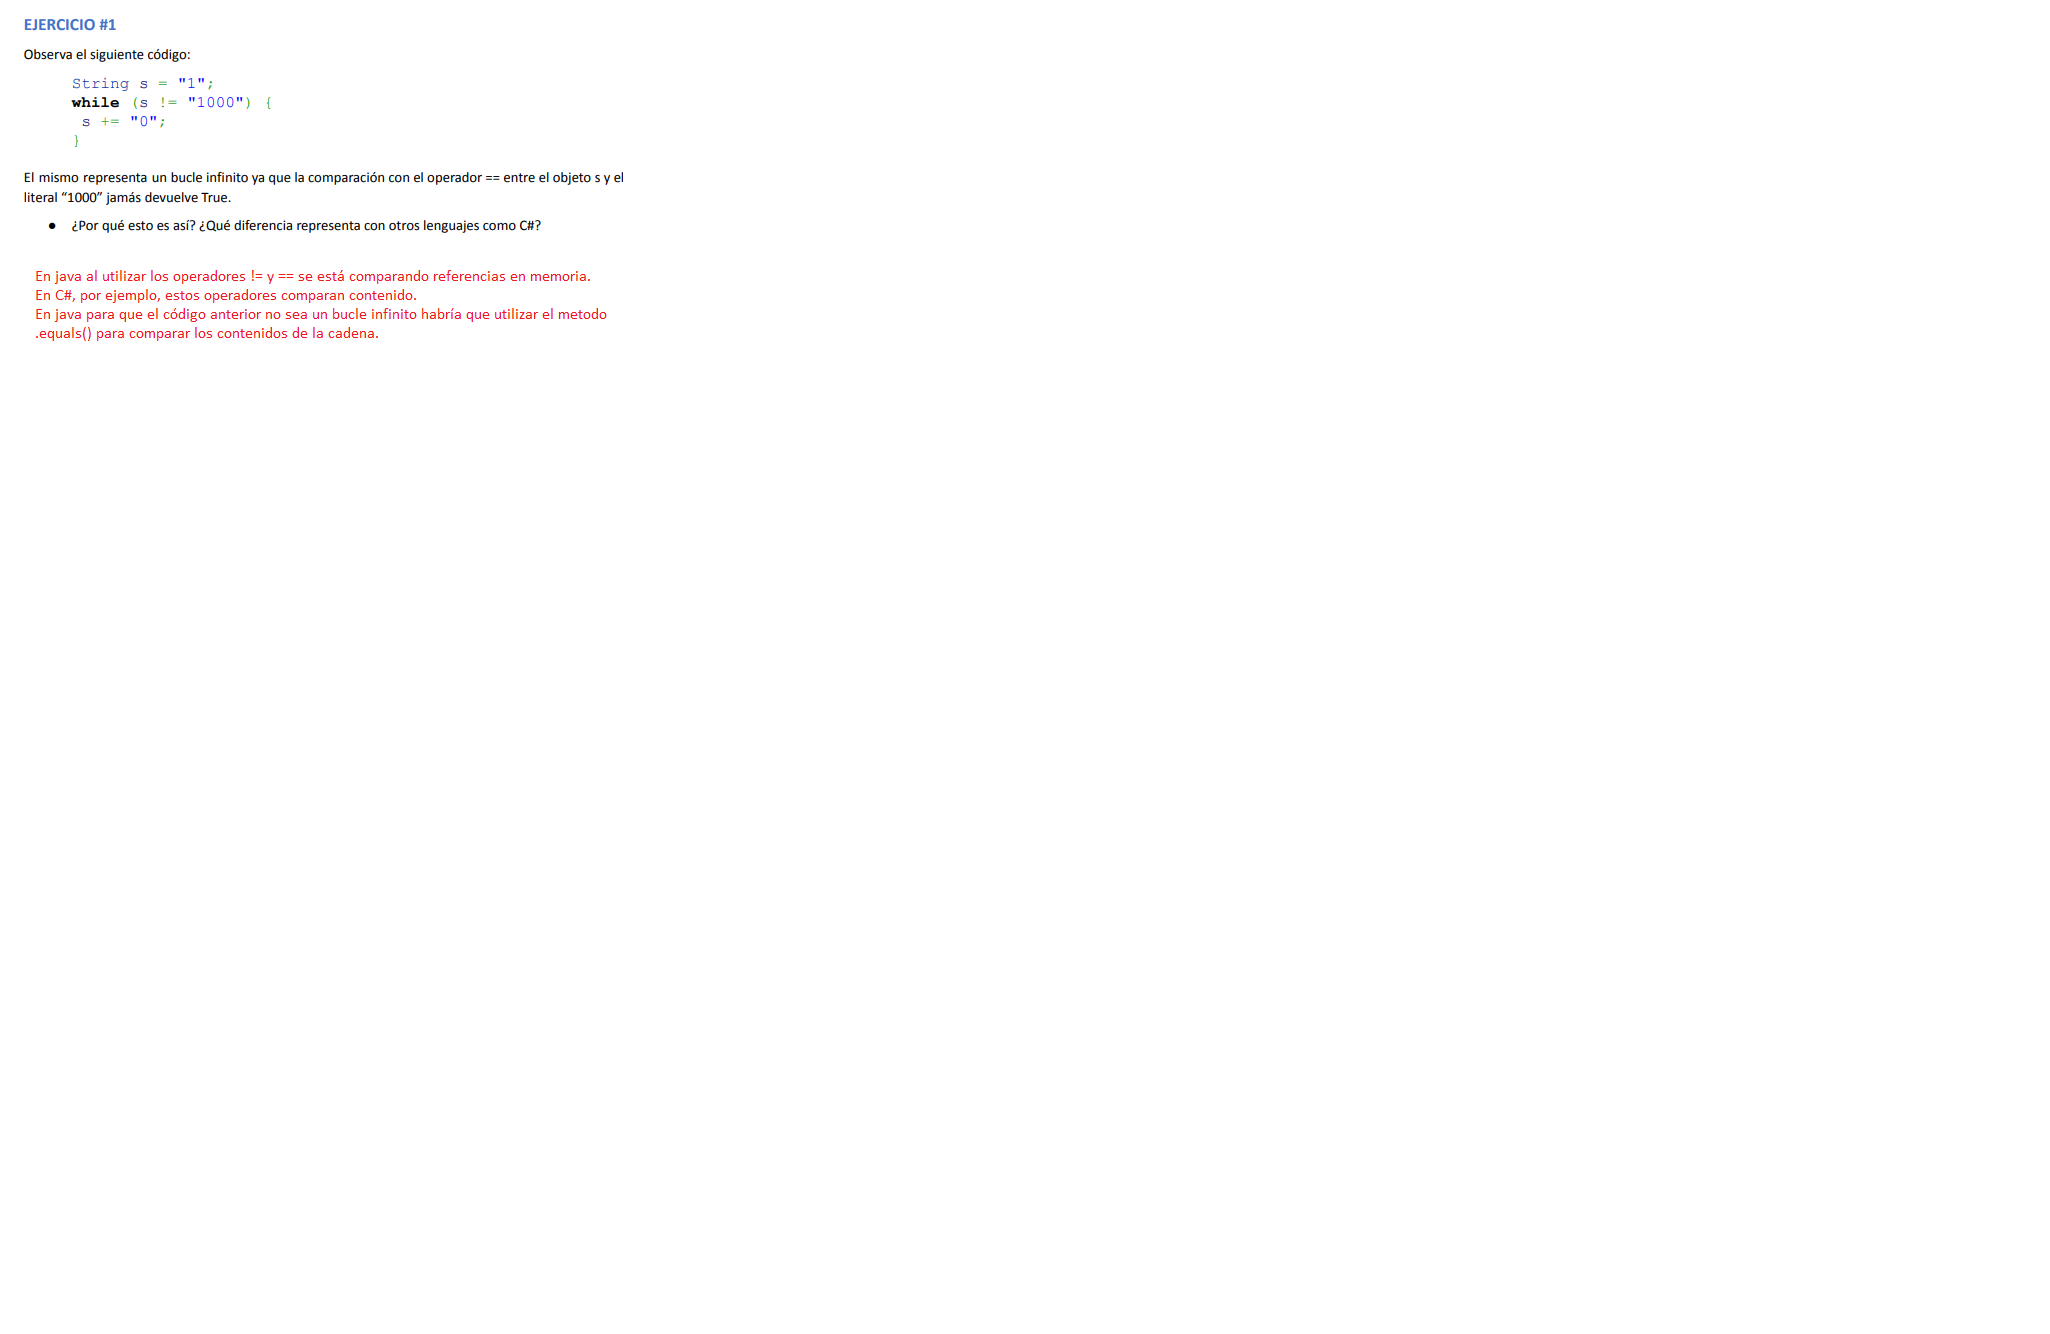 EJERCICIO #1
Observa el siguiente código:
String s = "1";
while (s != "1000") {
s += "0";
}
El mismo representa un bucle infinito ya que la comparación con el operador == entre el objeto s y el
literal “1000” jamás devuelve True.
● ¿Por qué esto es así? ¿Qué diferencia representa con otros lenguajes como C#?
En java al utilizar los operadores != y == se está comparando referencias en memoria.
En C#, por ejemplo, estos operadores comparan contenido.
En java para que el código anterior no sea un bucle infinito habría que utilizar el metodo
.equals() para comparar los contenidos de la cadena.